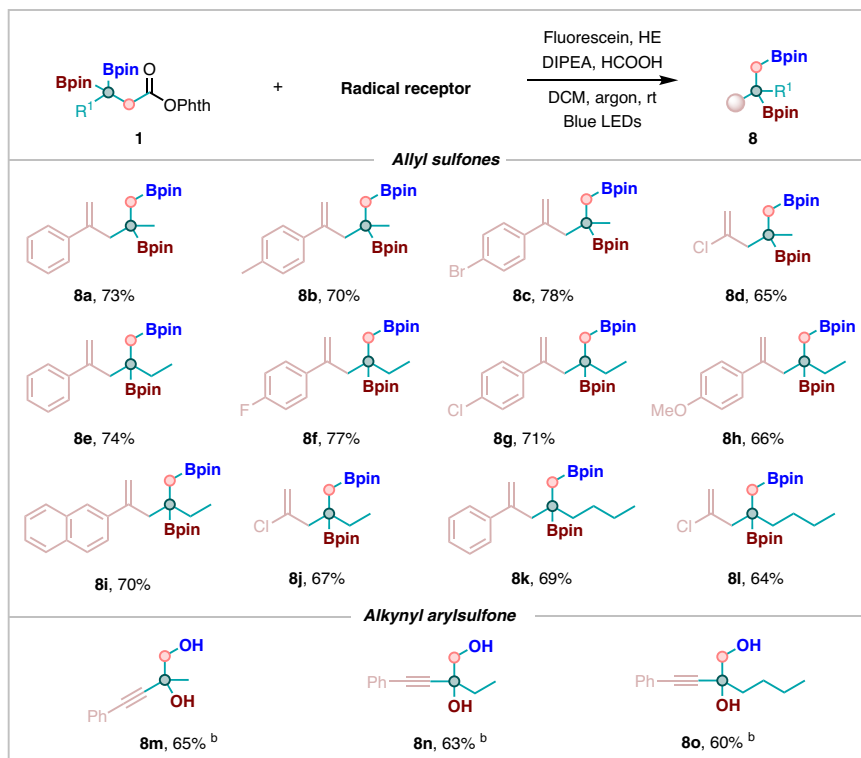 Bpin Bpin O
R1 OPhth
1
+
Radical receptor
Fluorescein, HE
DIPEA, HCOOH
DCM, argon, rt
Blue LEDs
Bpin
R1
Bpin
8
Allyl sulfones
Bpin
Bpin
8a, 73%
Bpin
Bpin
8b, 70%
Bpin
Br
Bpin
8c, 78%
Bpin
Cl
Bpin
8d, 65%
Bpin
Bpin
8e, 74%
Bpin
F
Bpin
8f, 77%
Bpin
Cl
Bpin
8g, 71%
Bpin
MeO
Bpin
8h, 66%
Bpin
Bpin
8i, 70%
Bpin
Cl
Bpin
8j, 67%
Bpin
Bpin
8k, 69%
Bpin
Cl
Bpin
8l, 64%
Alkynyl arylsulfone
OH
OH
Ph
8m, 65% b
OH
Ph
OH
8n, 63% b
OH
Ph
OH
8o, 60% b